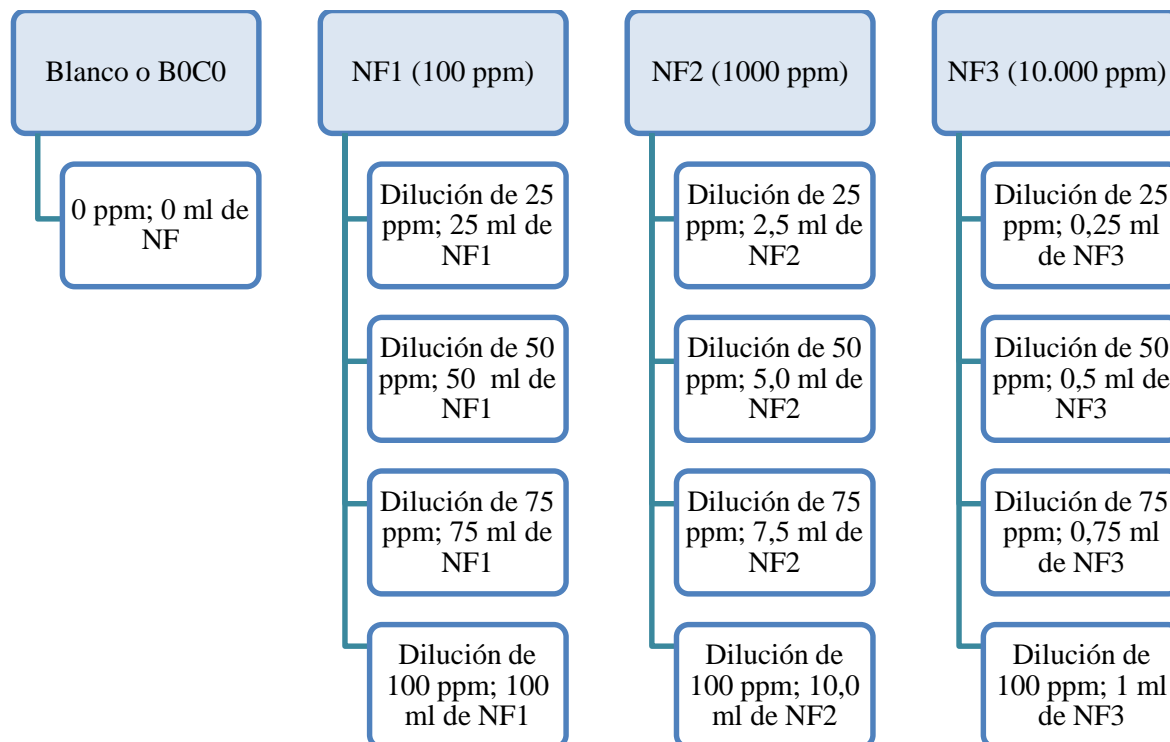 Blanco o B0C0
0 ppm; 0 ml de
NF
NF1 (100 ppm)
Dilución de 25
ppm; 25 ml de
NF1
Dilución de 50
ppm; 50 ml de
NF1
Dilución de 75
ppm; 75 ml de
NF1
Dilución de
100 ppm; 100
ml de NF1
NF2 (1000 ppm)
Dilución de 25
ppm; 2,5 ml de
NF2
Dilución de 50
ppm; 5,0 ml de
NF2
Dilución de 75
ppm; 7,5 ml de
NF2
Dilución de
100 ppm; 10,0
ml de NF2
NF3 (10.000 ppm)
Dilución de 25
ppm; 0,25 ml
de NF3
Dilución de 50
ppm; 0,5 ml de
NF3
Dilución de 75
ppm; 0,75 ml
de NF3
Dilución de
100 ppm; 1 ml
de NF3